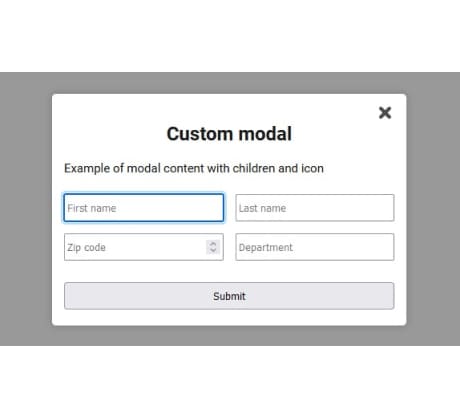 Custom modal
Example of modal content with children and icon
First name
Last name
Zip code
Department
Submit